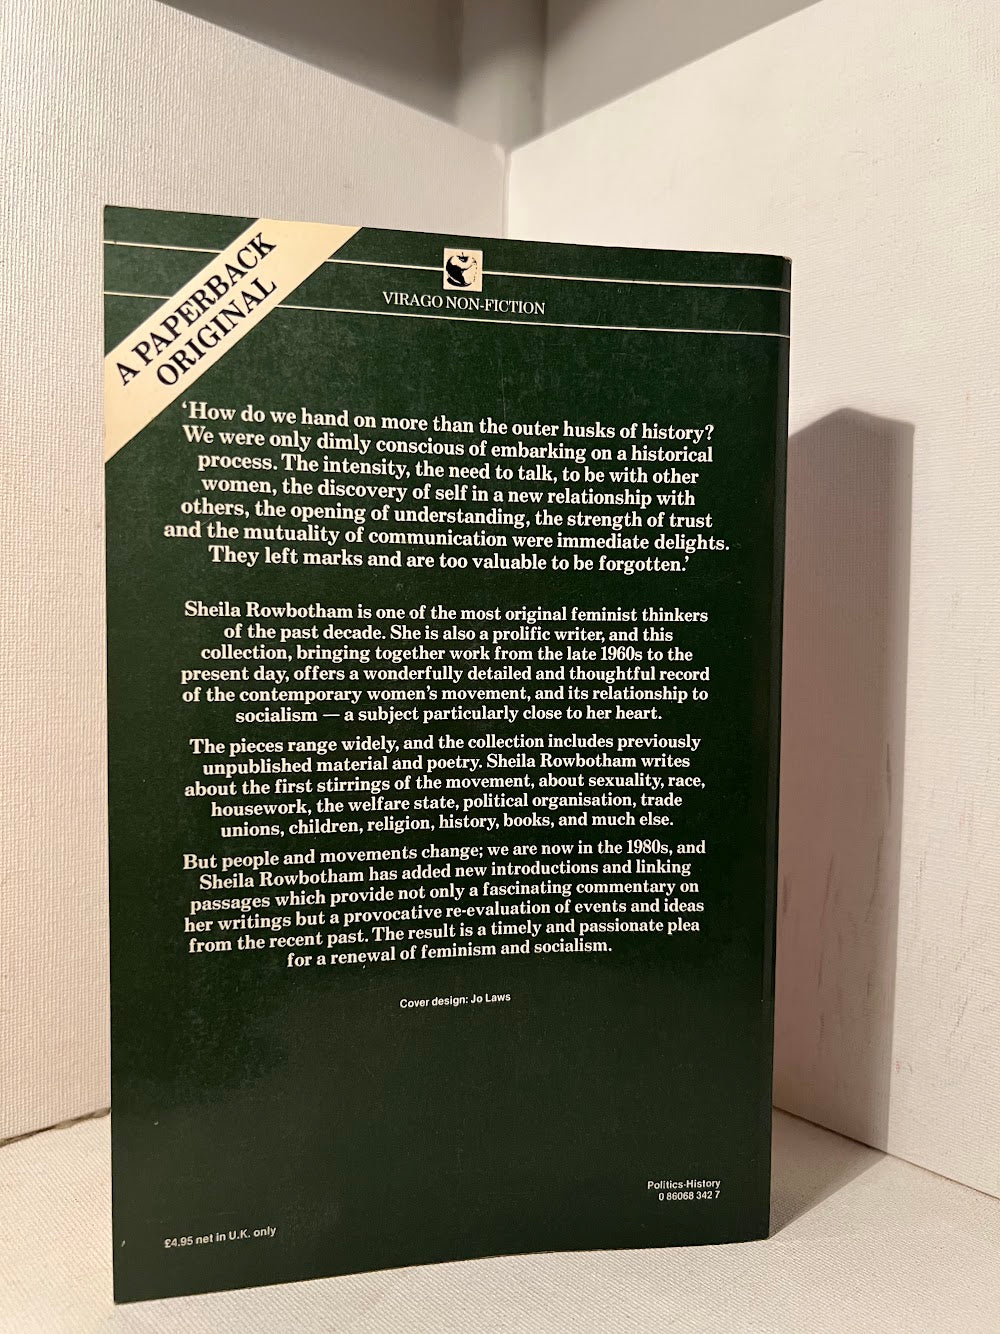 A PAPERBACK
ORIGINAL
VIRAGO NON-FICTION
'How do we hand on more than the outer husks of history?
We were only dimly conscious of embarking on a historical
process. The intensity, the need to talk, to be with other
women, the discovery of self in a new relationship with
others, the opening of understanding, the strength of trust
and the mutuality of communication were immediate delights.
They left marks and are too valuable to be forgotten.'
Sheila Rowbotham is one of the most original feminist thinkers
of the past decade. She is also a prolific writer, and this
collection, bringing together work from the late 1960s to the
present day, offers a wonderfully detailed and thoughtful record
of the contemporary women's movement, and its relationship to
socialism — a subject particularly close to her heart.
The pieces range widely, and the collection includes previously
unpublished material and poetry. Sheila Rowbotham writes
about the first stirrings of the movement, about sexuality, race,
housework, the welfare state, political organisation, trade
unions, children, religion, history, books, and much else.
But people and movements change; we are now in the 1980s, and
Sheila Rowbotham has added new introductions and linking
passages which provide not only a fascinating commentary on
her writings but a provocative re-evaluation of events and ideas
from the recent past. The result is a timely and passionate plea
for a renewal of feminism and socialism.
Cover design: Jo Laws
Politics-History
0 86068 342 7
£4.95 net in U.K. only